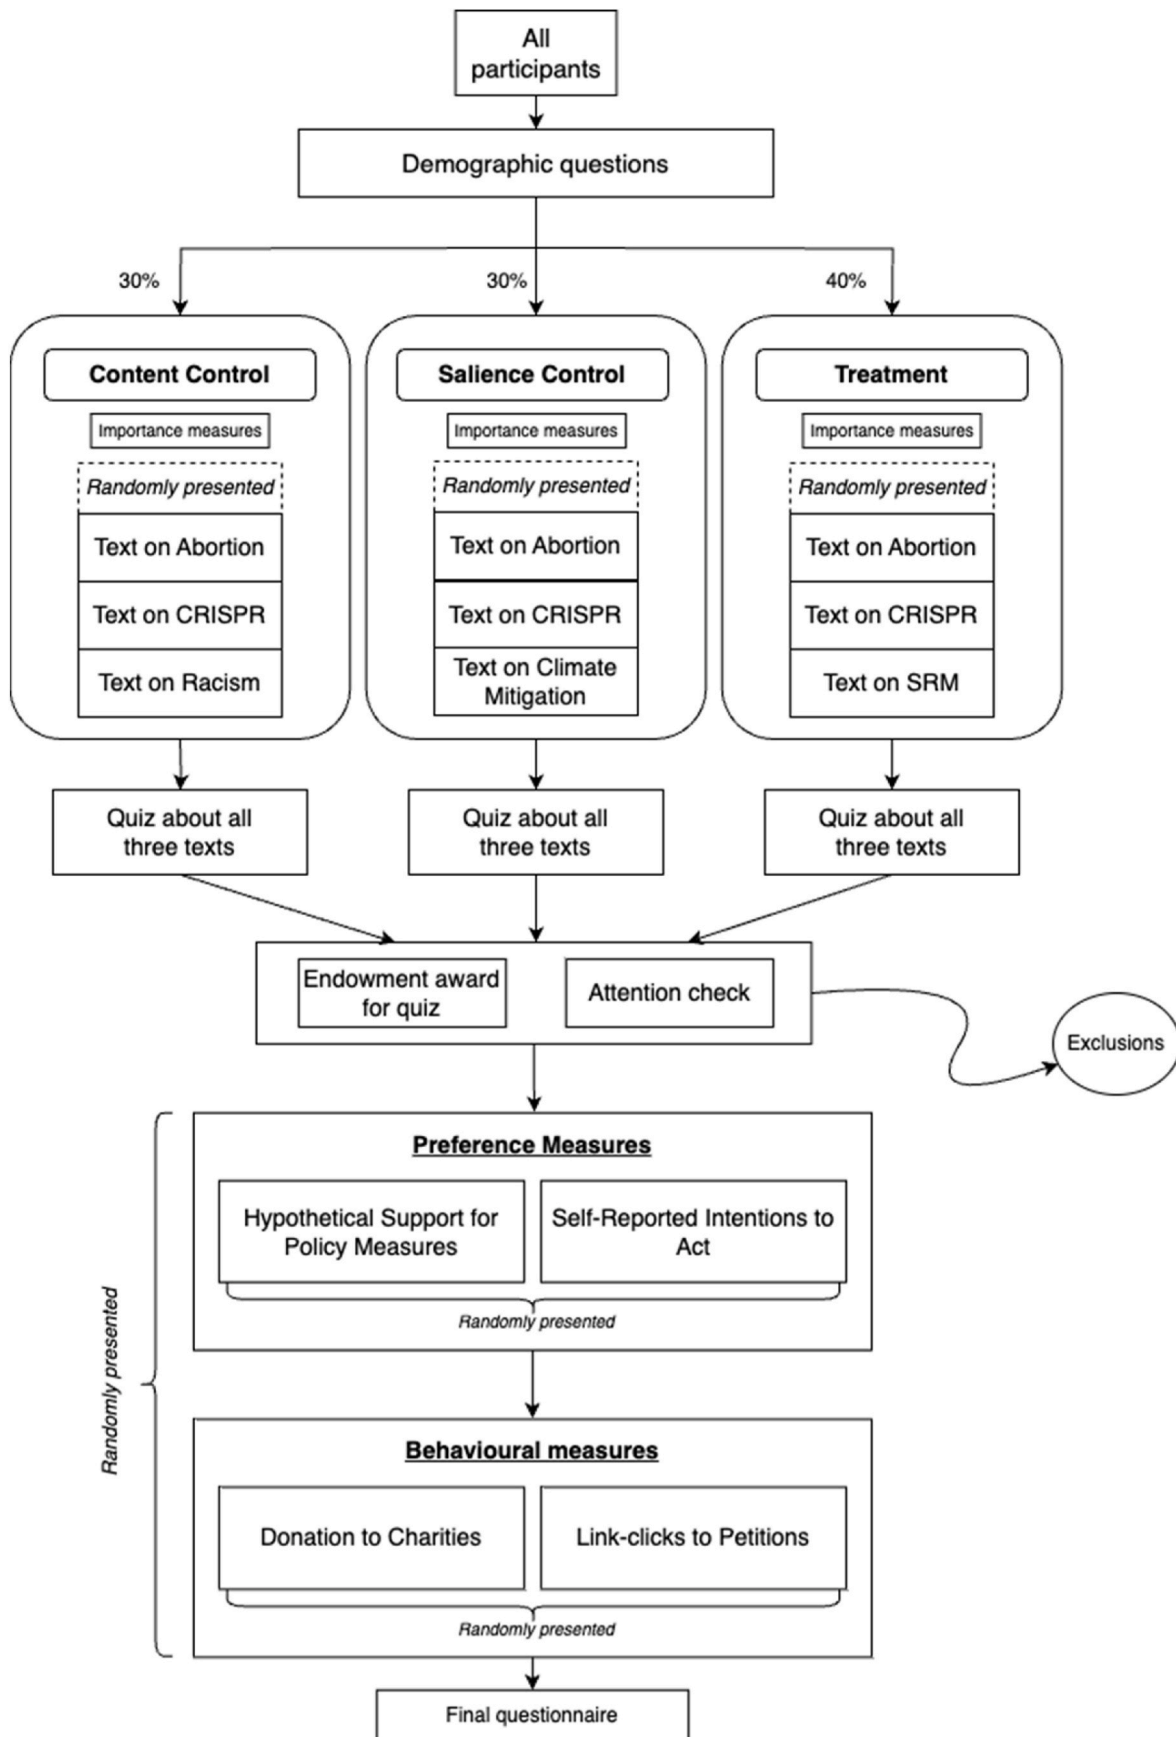 All
participants
Demographic questions
30%
30%
40%
Content Control
Importance measures
Randomly presented
Text on Abortion
Text on CRISPR
Text on Racism
Salience Control
Importance measures
Randomly presented
Text on Abortion
Text on CRISPR
Text on Climate
Mitigation
Treatment
Importance measures
Randomly presented
Text on Abortion
Text on CRISPR
Text on SRM
Quiz about all
three texts
Quiz about all
three texts
Quiz about all
three texts
Endowment award
for quiz
Attention check
Exclusions
Randomly presented
Preference Measures
Hypothetical Support for
Policy Measures
Self-Reported Intentions to
Act
Randomly presented
Behavioural measures
Donation to Charities
Link-clicks to Petitions
Randomly presented
Final questionnaire